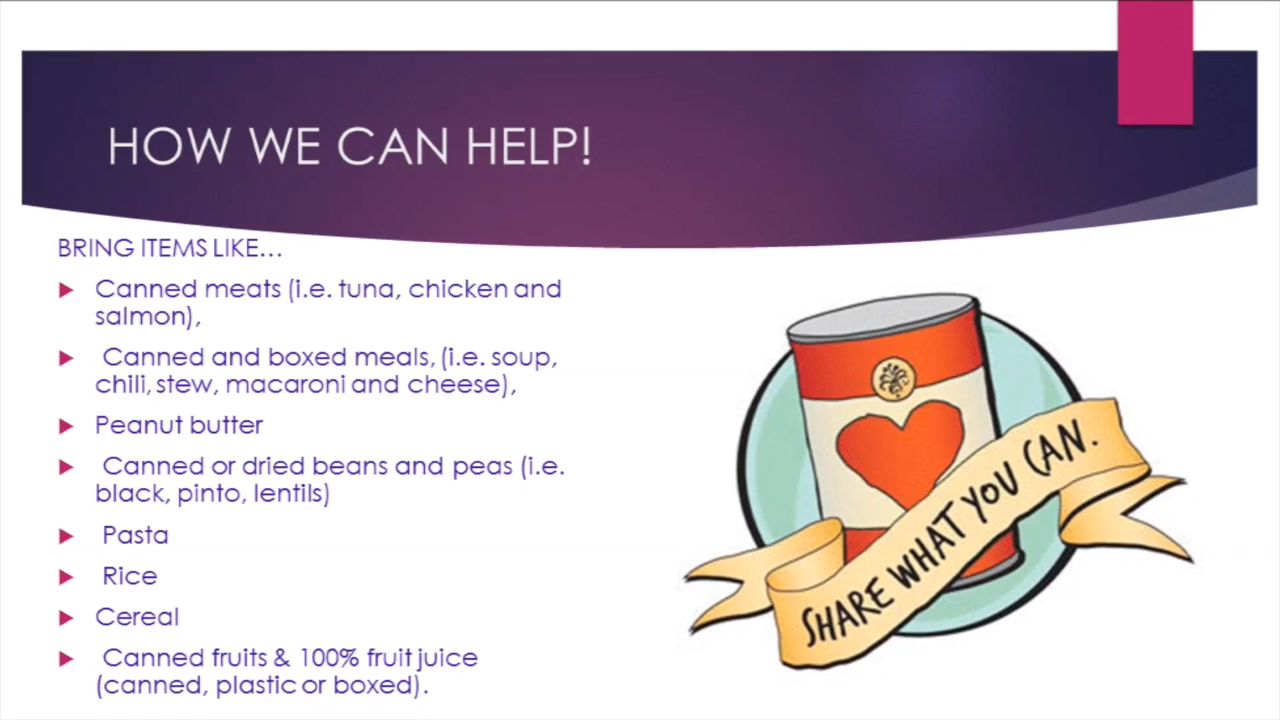 HOW WE CAN HELP!
BRING ITEMS LIKE…
Canned meats (i.e. tuna, chicken and
salmon),
Canned and boxed meals, (i.e. soup,
chili, stew, macaroni and cheese),
Peanut butter
Canned or dried beans and peas (i.e.
black, pinto, lentils)
Pasta
Rice
Cereal
Canned fruits & 100% fruit juice
(canned, plastic or boxed).
SHARE WHAT YOU CAN.